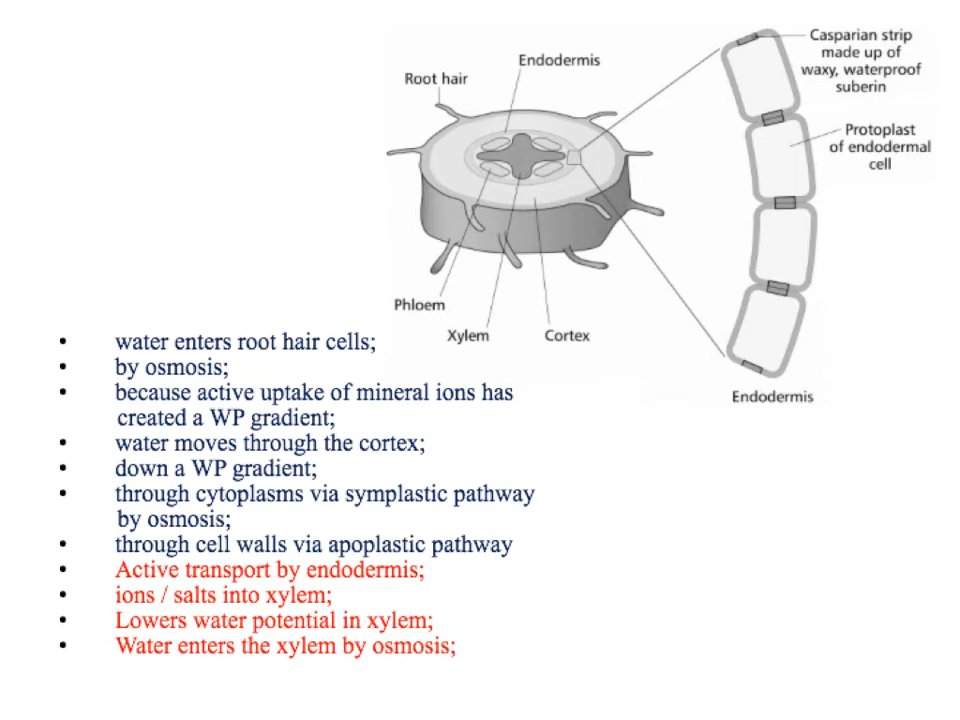 Casparian strip
made up of
waxy, waterproof
suberin
Endodermis
Root hair
Protoplast
of endodermal
cell
Phloem
Xylem
Cortex
Endodermis
• water enters root hair cells;
• by osmosis;
• because active uptake of mineral ions has
created a WP gradient;
• water moves through the cortex;
• down a WP gradient;
• through cytoplasms via symplastic pathway
by osmosis;
• through cell walls via apoplastic pathway
• Active transport by endodermis;
• ions / salts into xylem;
• Lowers water potential in xylem;
• Water enters the xylem by osmosis;